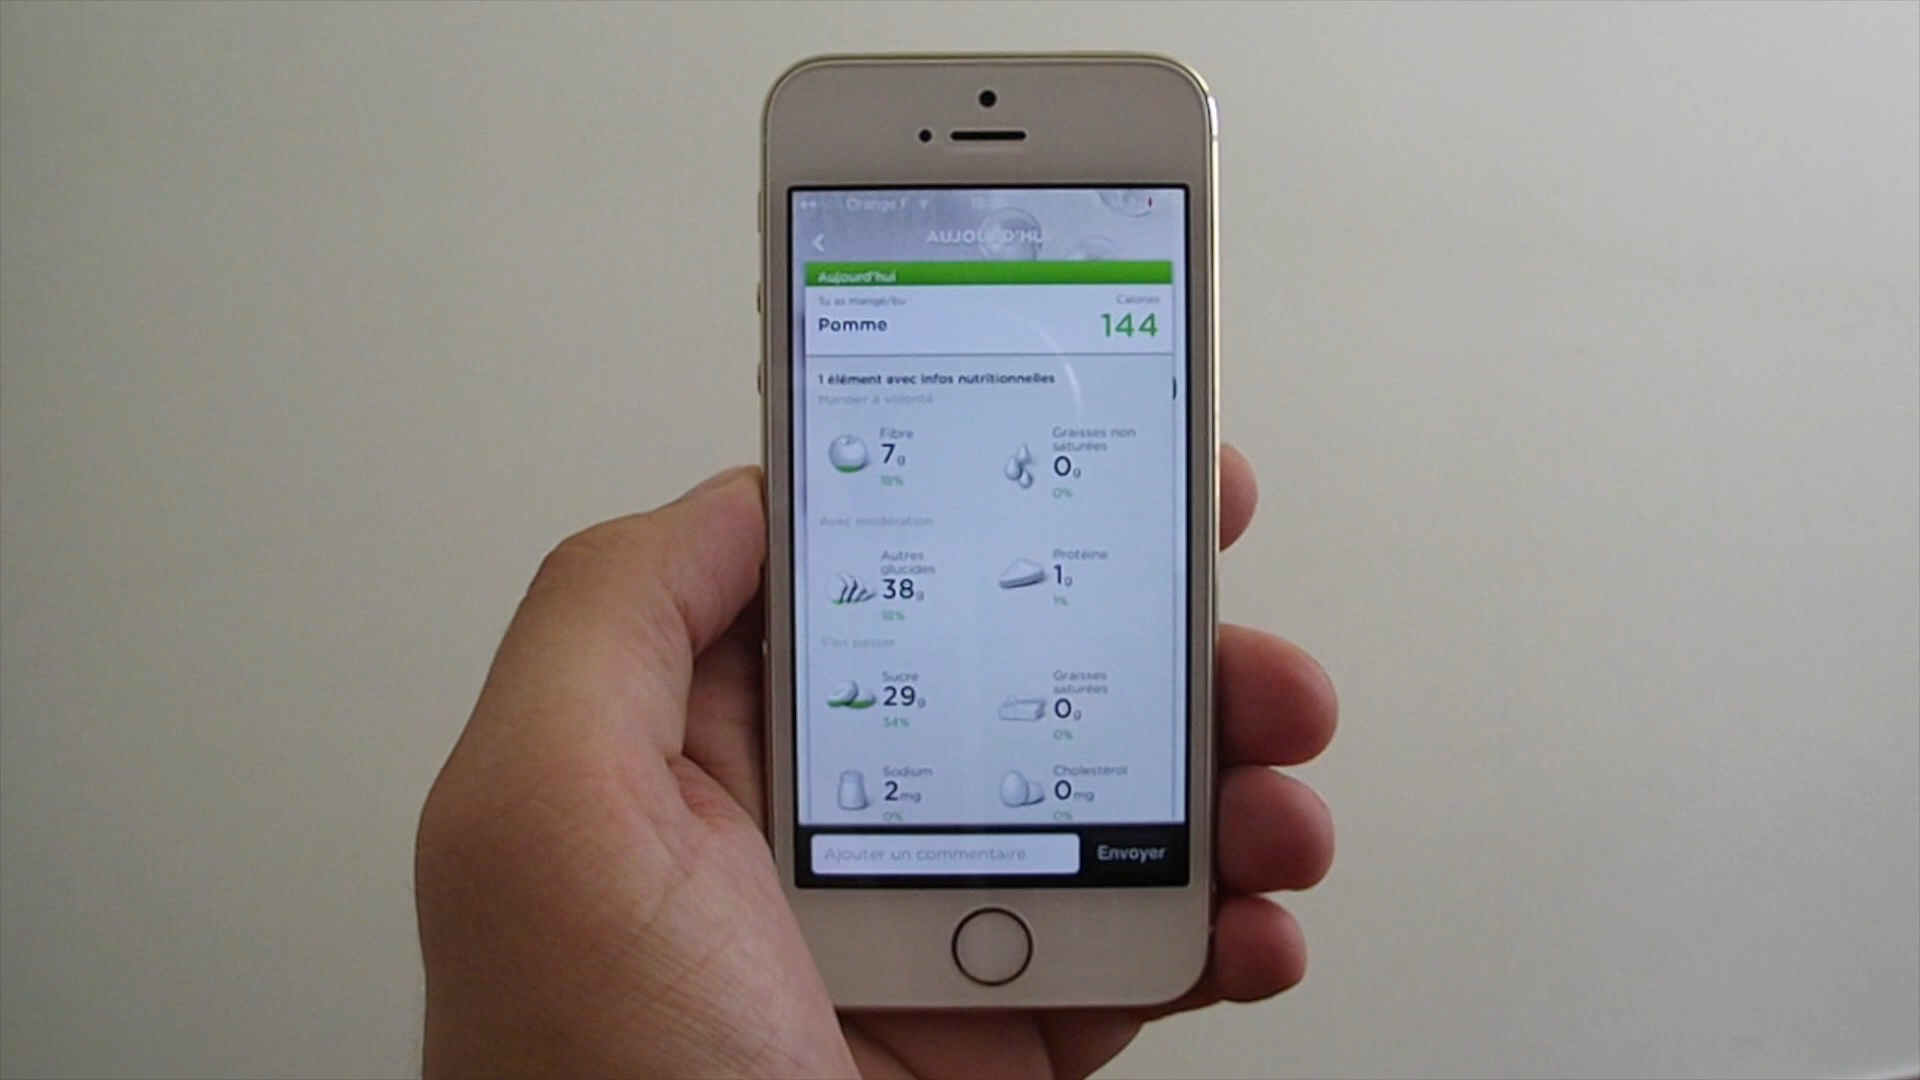 Orange F
AUJOURD'HUI
Aujourd'hui
Tu as mangé/bu
Calories
Pomme
144
1 élément avec infos nutritionnelles
Manger à volonté
Fibre
7g
18%
Graisses non
saturées
0g
0%
Avec modération
Autres
glucides
38g
18%
Protéine
1g
1%
S'en passer
Sucre
29g
34%
Graisses
saturées
0g
0%
Sodium
2mg
0%
Cholestérol
0mg
0%
Ajouter un commentaire
Envoyer